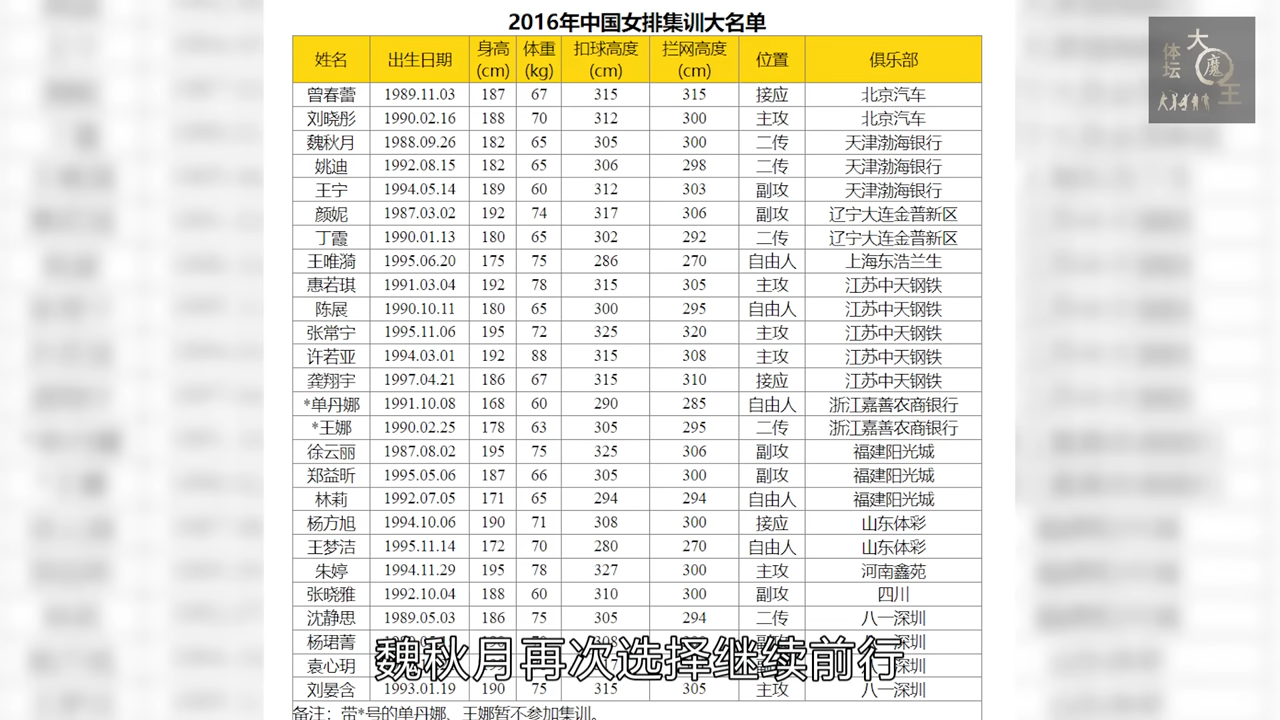 2016年中国女排集训大名单
体坛大魔王
姓名 出生日期 身高(cm) 体重(kg) 扣球高度(cm) 拦网高度(cm) 位置 俱乐部
曾春蕾 1989.11.03 187 67 315 315 接应 北京汽车
刘晓彤 1990.02.16 188 70 312 300 主攻 北京汽车
魏秋月 1988.09.26 182 65 305 300 二传 天津渤海银行
姚迪 1992.08.15 182 65 306 298 二传 天津渤海银行
王宁 1994.05.14 189 60 312 303 副攻 天津渤海银行
颜妮 1987.03.02 192 74 317 306 副攻 辽宁大连金普新区
丁霞 1990.01.13 180 65 302 292 二传 辽宁大连金普新区
王唯漪 1995.06.20 175 75 286 270 自由人 上海东浩兰生
惠若琪 1991.03.04 192 78 315 305 主攻 江苏中天钢铁
陈展 1990.10.11 180 65 300 295 自由人 江苏中天钢铁
张常宁 1995.11.06 195 72 325 320 主攻 江苏中天钢铁
许若亚 1994.03.01 192 88 315 308 主攻 江苏中天钢铁
龚翔宇 1997.04.21 186 67 315 310 接应 江苏中天钢铁
*单丹娜 1991.10.08 168 60 290 285 自由人 浙江嘉善农商银行
*王娜 1990.02.25 178 63 305 295 二传 浙江嘉善农商银行
徐云丽 1987.08.02 195 75 325 306 副攻 福建阳光城
郑益昕 1995.05.06 187 66 305 300 副攻 福建阳光城
林莉 1992.07.05 171 65 294 294 自由人 福建阳光城
杨方旭 1994.10.06 190 71 308 300 接应 山东体彩
王梦洁 1995.11.14 172 70 280 270 自由人 山东体彩
朱婷 1994.11.29 195 78 327 300 主攻 河南鑫苑
张晓雅 1992.10.04 188 60 310 300 副攻 四川
沈静思 1989.05.03 186 75 305 294 二传 八一深圳
杨珺菁 深圳
魏秋月再次选择继续前行
袁心玥 深圳
刘晏含 1993.01.19 190 75 315 305 主攻 八一深圳
备注：带*号的单丹娜、王娜暂不参加集训。